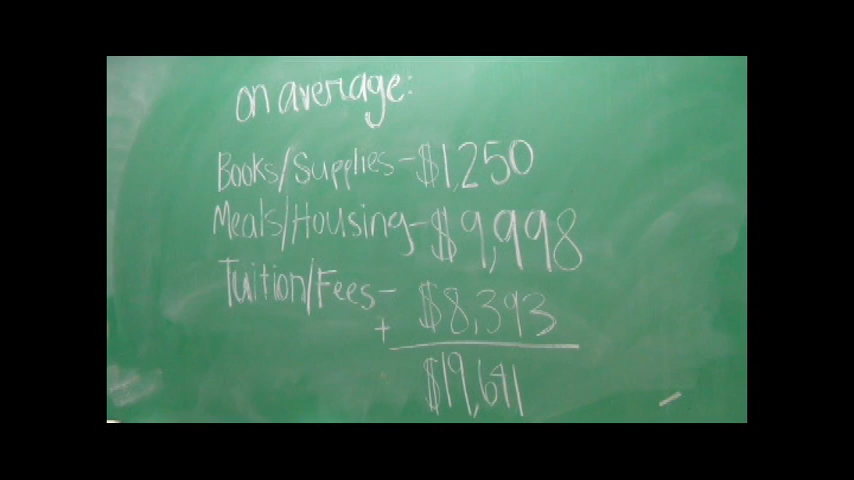 on average:
Books/Supplies-$1,250
Meals/Housing-$9,998
Tuition/Fees-
+ $8,393
$19,641